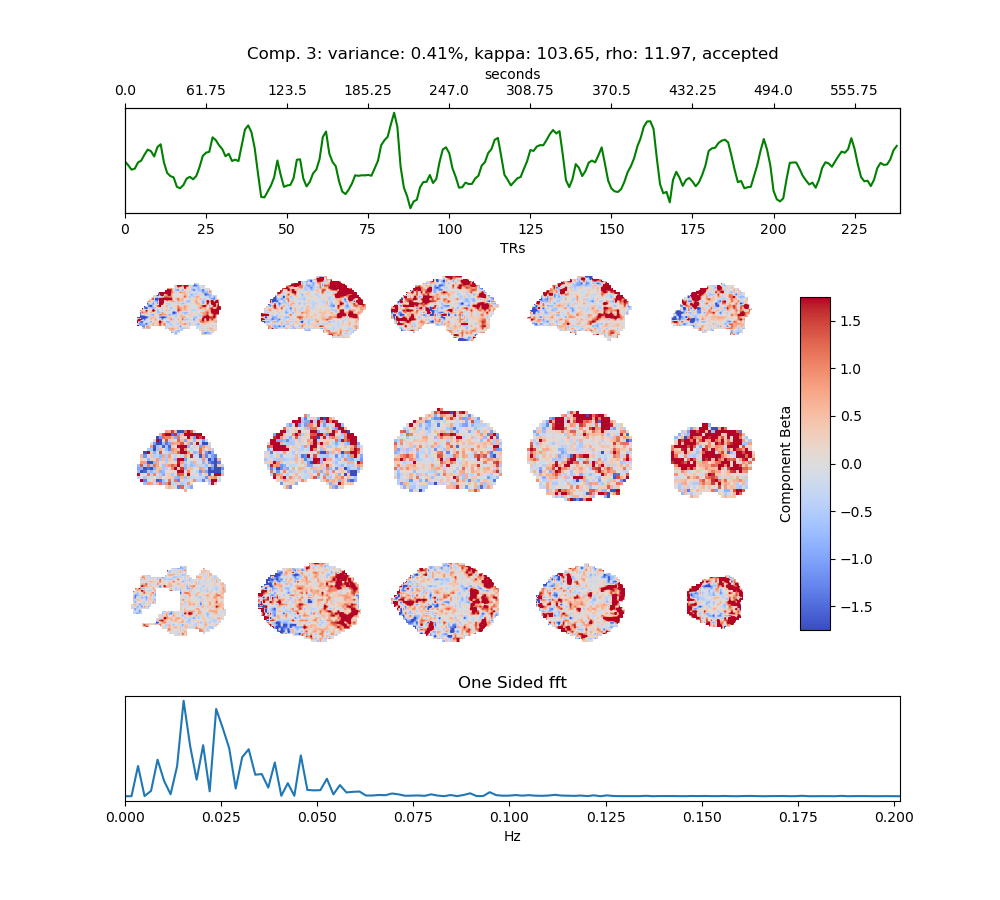 Comp. 3: variance: 0.41%, kappa: 103.65, rho: 11.97, accepted
seconds
0.0 61.75 123.5 185.25 247.0 308.75 370.5 432.25 494.0 555.75
0 25 50 75 100 125 150 175 200 225
TRs
1.5
1.0
0.5
0.0
−0.5
−1.0
−1.5
Component Beta
One Sided fft
0.000 0.025 0.050 0.075 0.100 0.125 0.150 0.175 0.200
Hz